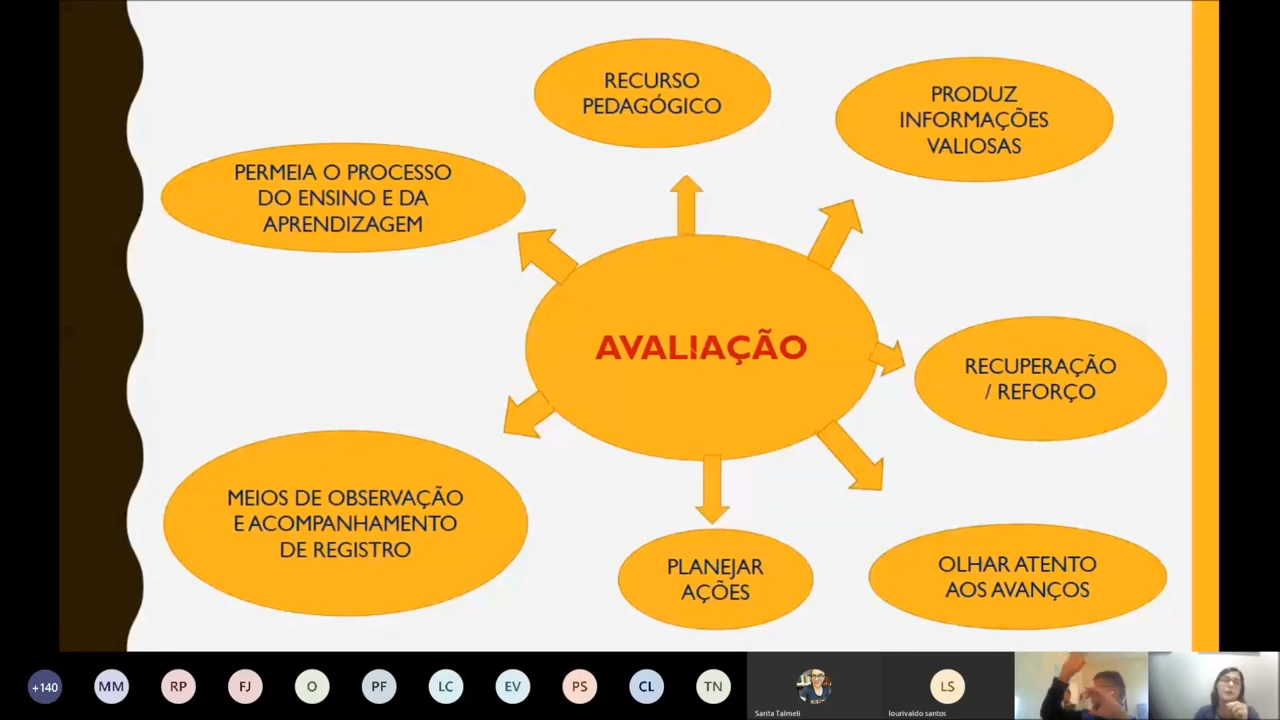 RECURSO
PEDAGÓGICO
PRODUZ
INFORMAÇÕES
VALIOSAS
PERMEIA O PROCESSO
DO ENSINO E DA
APRENDIZAGEM
AVALIAÇÃO
RECUPERAÇÃO
/ REFORÇO
MEIOS DE OBSERVAÇÃO
E ACOMPANHAMENTO
DE REGISTRO
PLANEJAR
AÇÕES
OLHAR ATENTO
AOS AVANÇOS
+140 MM RP FJ O PF LC EV PS CL TN LS
Sarita Talmeli lourivaldo santos